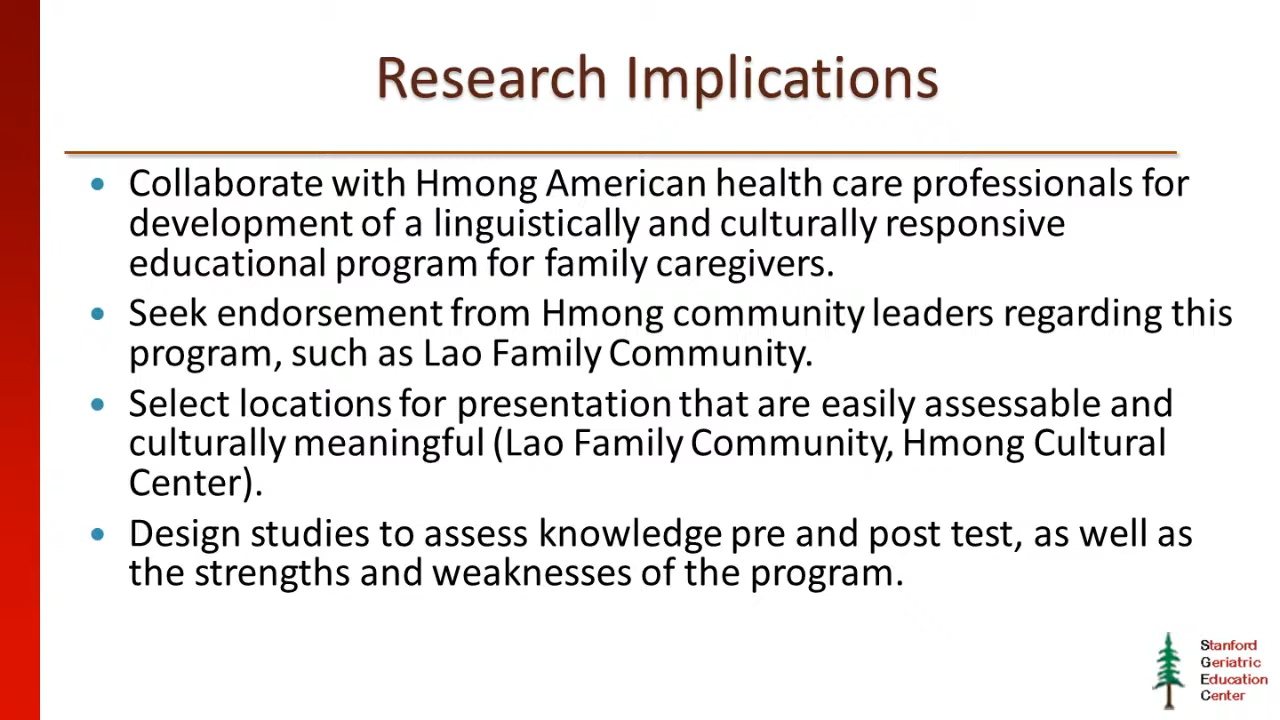 Research Implications
• Collaborate with Hmong American health care professionals for
development of a linguistically and culturally responsive
educational program for family caregivers.
• Seek endorsement from Hmong community leaders regarding this
program, such as Lao Family Community.
• Select locations for presentation that are easily assessable and
culturally meaningful (Lao Family Community, Hmong Cultural
Center).
• Design studies to assess knowledge pre and post test, as well as
the strengths and weaknesses of the program.
Stanford
Geriatric
Education
Center